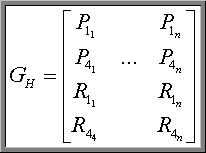 P_{1_1} P_{1_n}
G_H = P_{4_1} ... P_{4_n}
R_{1_1} R_{1_n}
R_{4_4} R_{4_n}